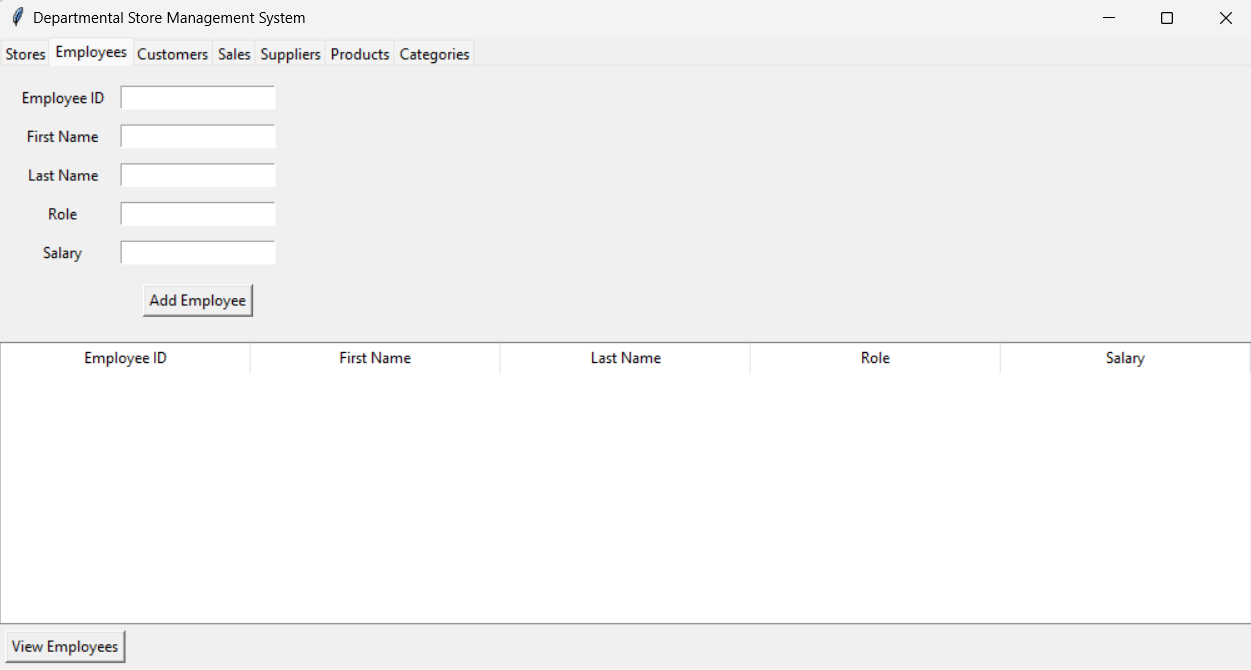 Departmental Store Management System
Stores Employees Customers Sales Suppliers Products Categories
Employee ID
First Name
Last Name
Role
Salary
Add Employee
Employee ID First Name Last Name Role Salary
View Employees